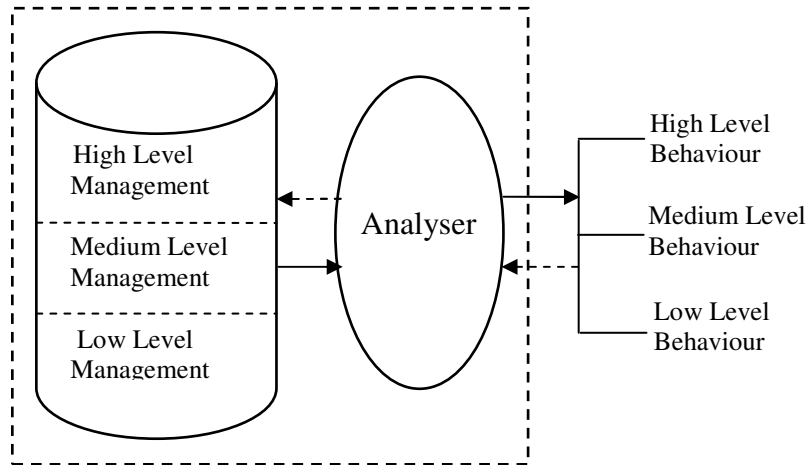 High Level
Management
Medium Level
Management
Low Level
Management
Analyser
High Level
Behaviour
Medium Level
Behaviour
Low Level
Behaviour